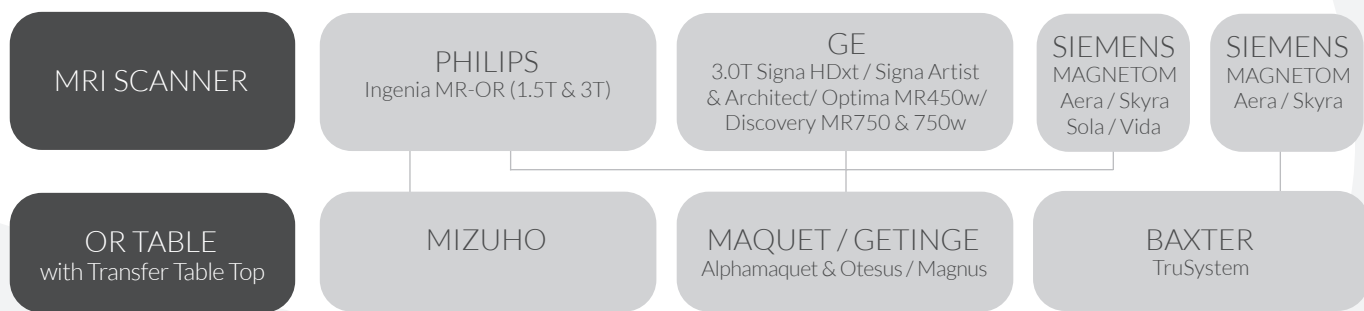 MRI SCANNER
PHILIPS
Ingenia MR-OR (1.5T & 3T)
GE
3.0T Signa HDxt / Signa Artist
& Architect/ Optima MR450w/
Discovery MR750 & 750w
SIEMENS
MAGNETOM
Aera / Skyra
Sola / Vida
SIEMENS
MAGNETOM
Aera / Skyra
OR TABLE
with Transfer Table Top
MIZUHO
MAQUET / GETINGE
Alphamaquet & Otesus / Magnus
BAXTER
TruSystem